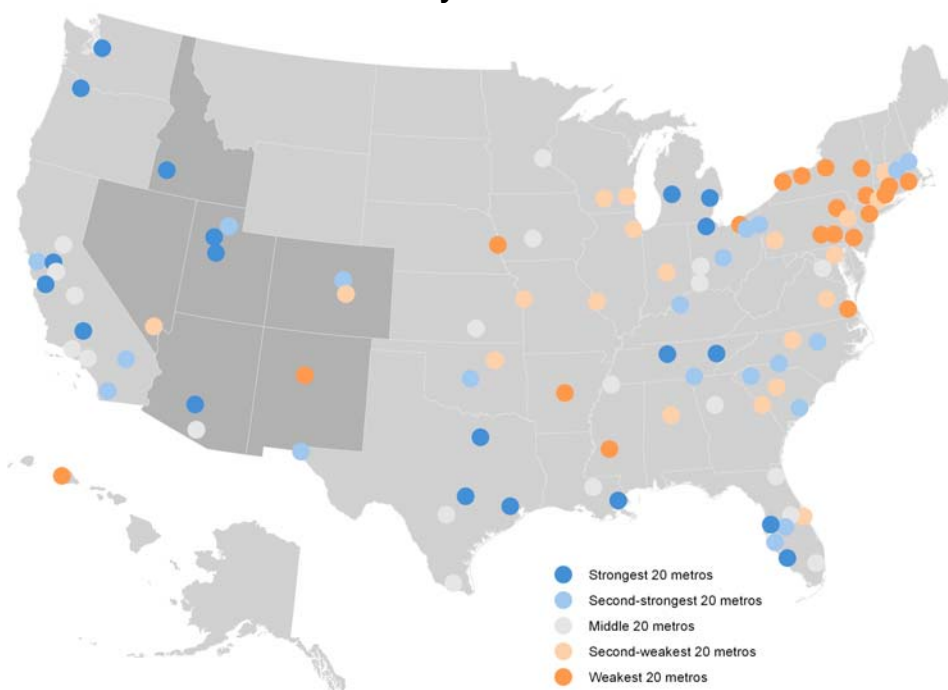 Strongest 20 metros
Second-strongest 20 metros
Middle 20 metros
Second-weakest 20 metros
Weakest 20 metros